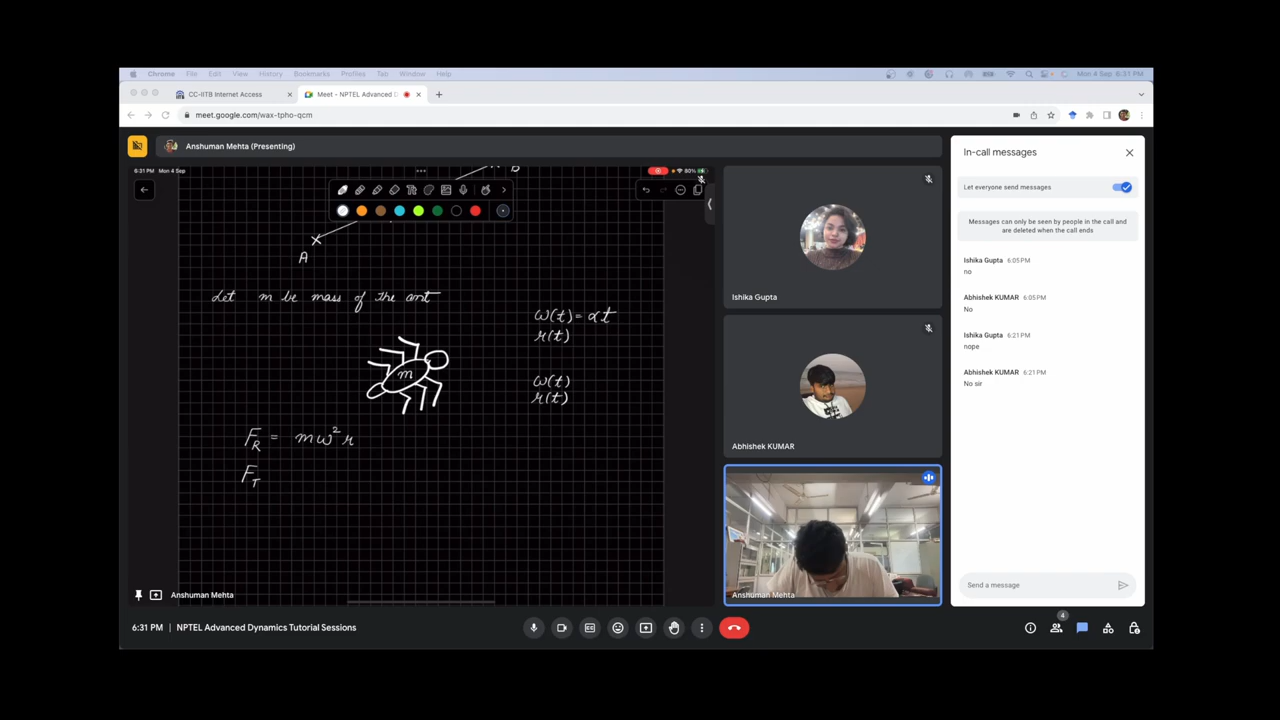 Chrome File Edit View History Bookmarks Profiles Tab Window Help
Mon 4 Sep 6:31 PM
CC-IITB Internet Access
Meet - NPTEL Advanced D
meet.google.com/wax-tpho-qcm
Anshuman Mehta (Presenting)
6:31 PM Mon 4 Sep
80%
B
A
Let m be mass of the ant
ω(t) = αt
r(t)
m
ω(t)
r(t)
F_R = mω²r
F_T
Anshuman Mehta
Ishika Gupta
Abhishek KUMAR
Anshuman Mehta
In-call messages
Let everyone send messages
Messages can only be seen by people in the call and
are deleted when the call ends
Ishika Gupta 6:05 PM
no
Abhishek KUMAR 6:05 PM
No
Ishika Gupta 6:21 PM
nope
Abhishek KUMAR 6:21 PM
No sir
Send a message
6:31 PM | NPTEL Advanced Dynamics Tutorial Sessions
4